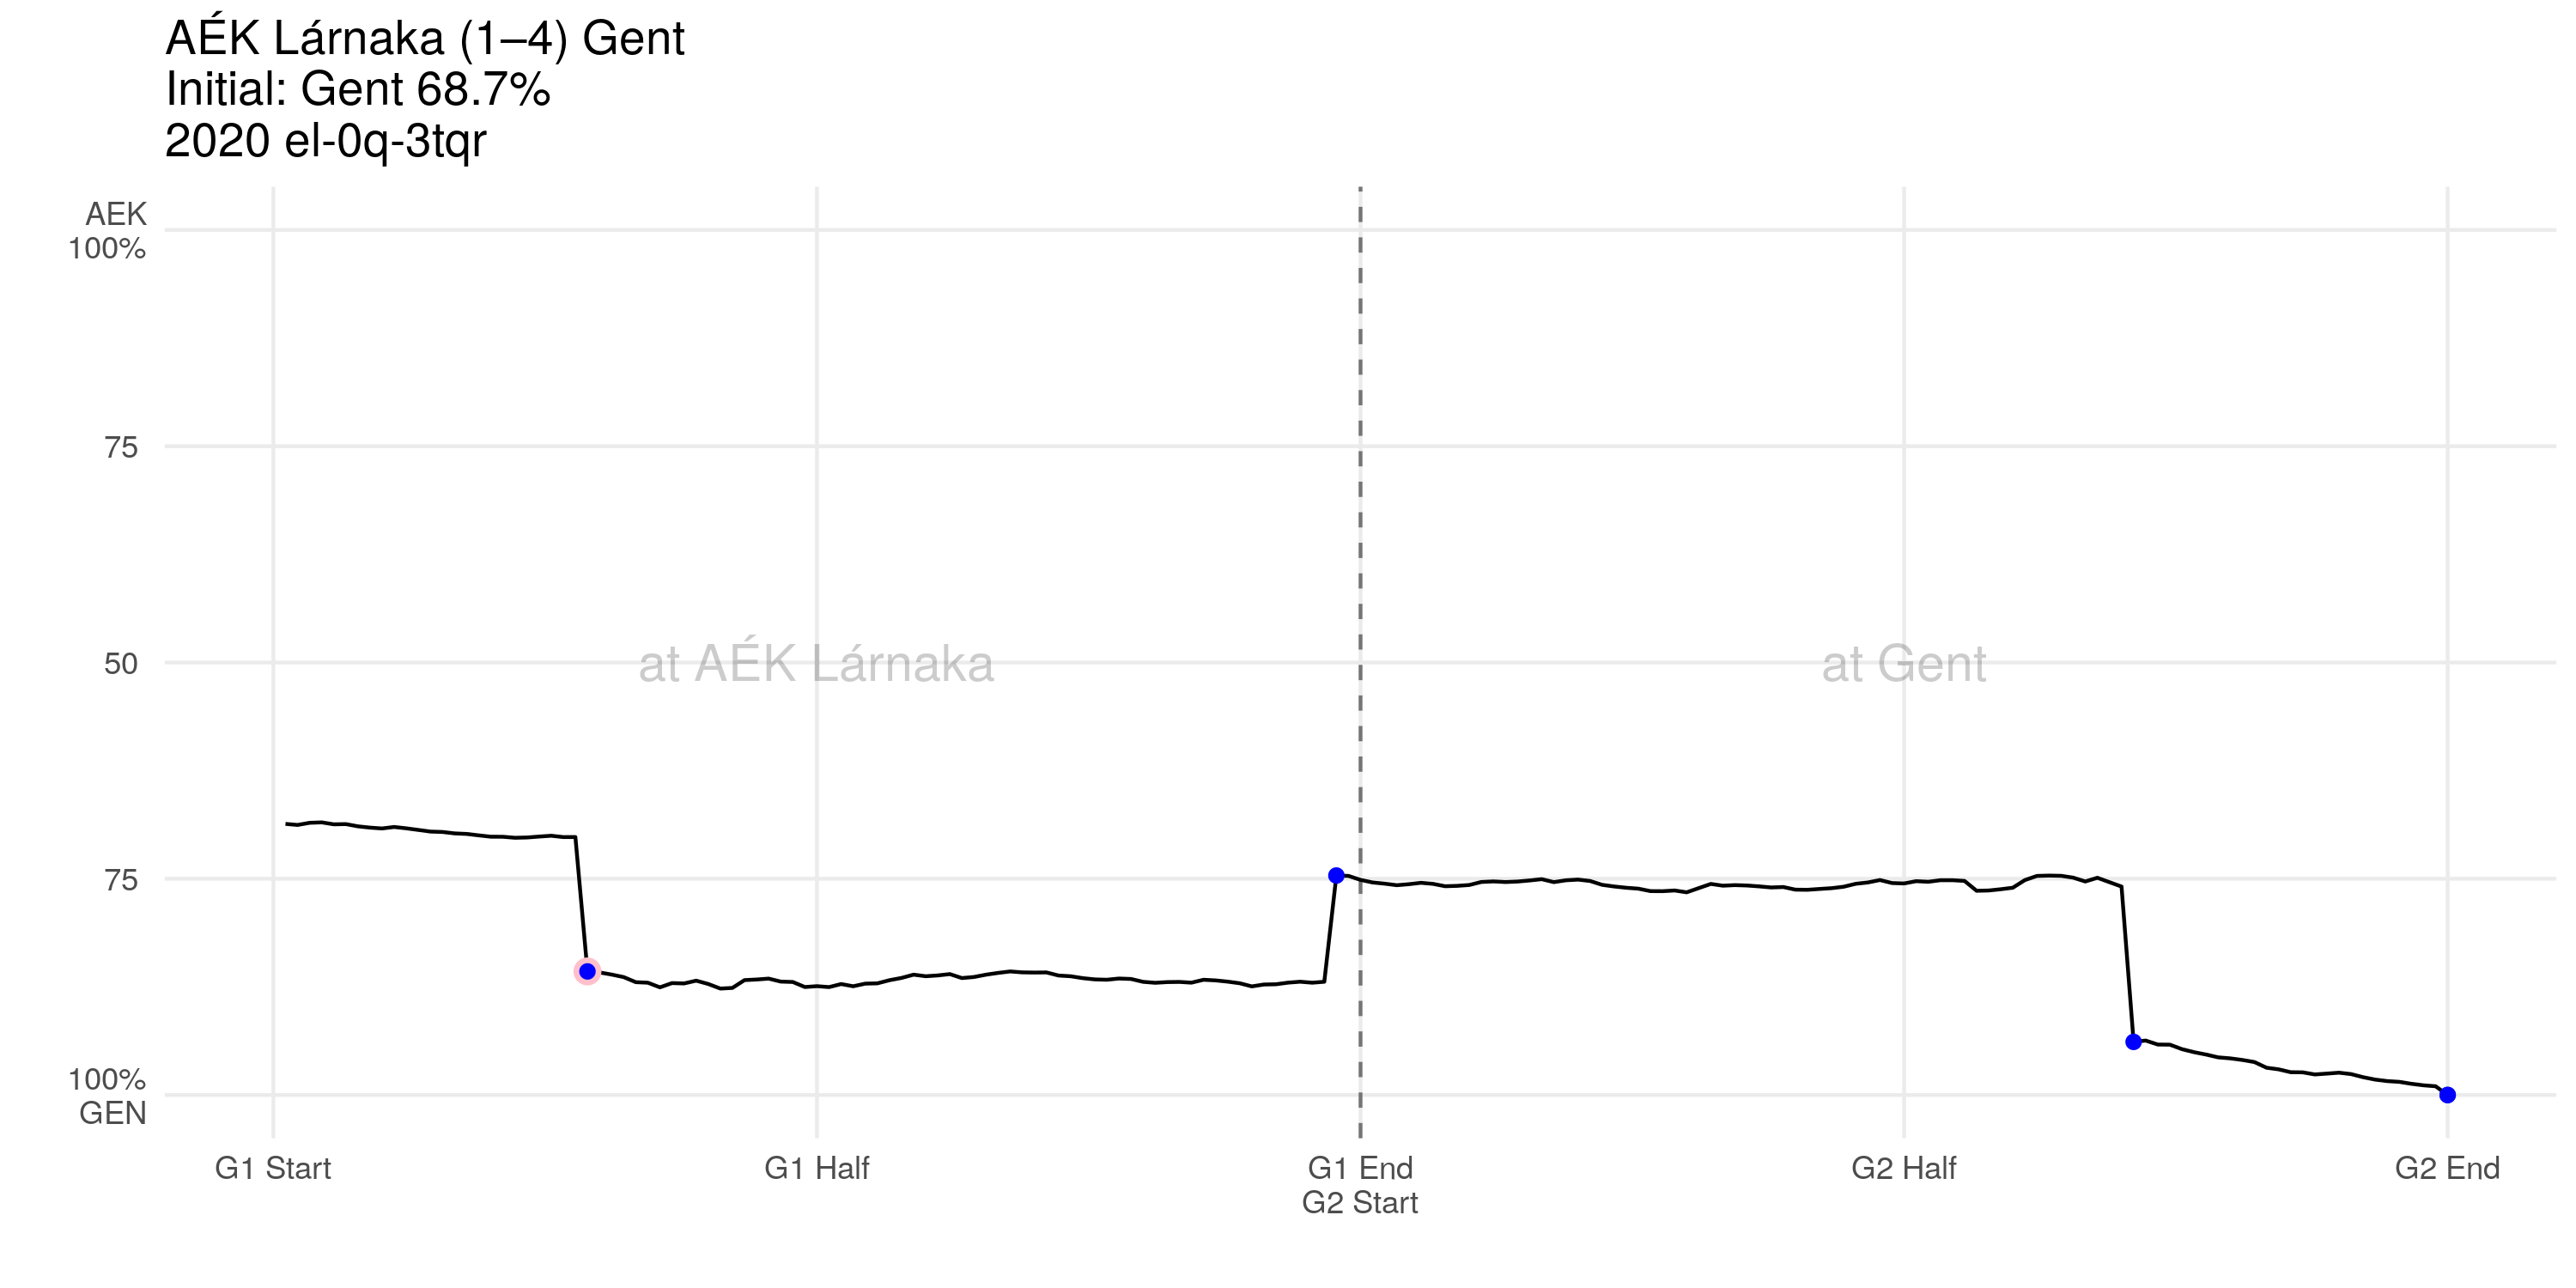 AÉK Lárnaka (1–4) Gent
Initial: Gent 68.7%
2020 el-0q-3tqr
AEK
100%
75
50
75
100%
GEN
at AÉK Lárnaka
at Gent
G1 Start
G1 Half
G1 End
G2 Start
G2 Half
G2 End